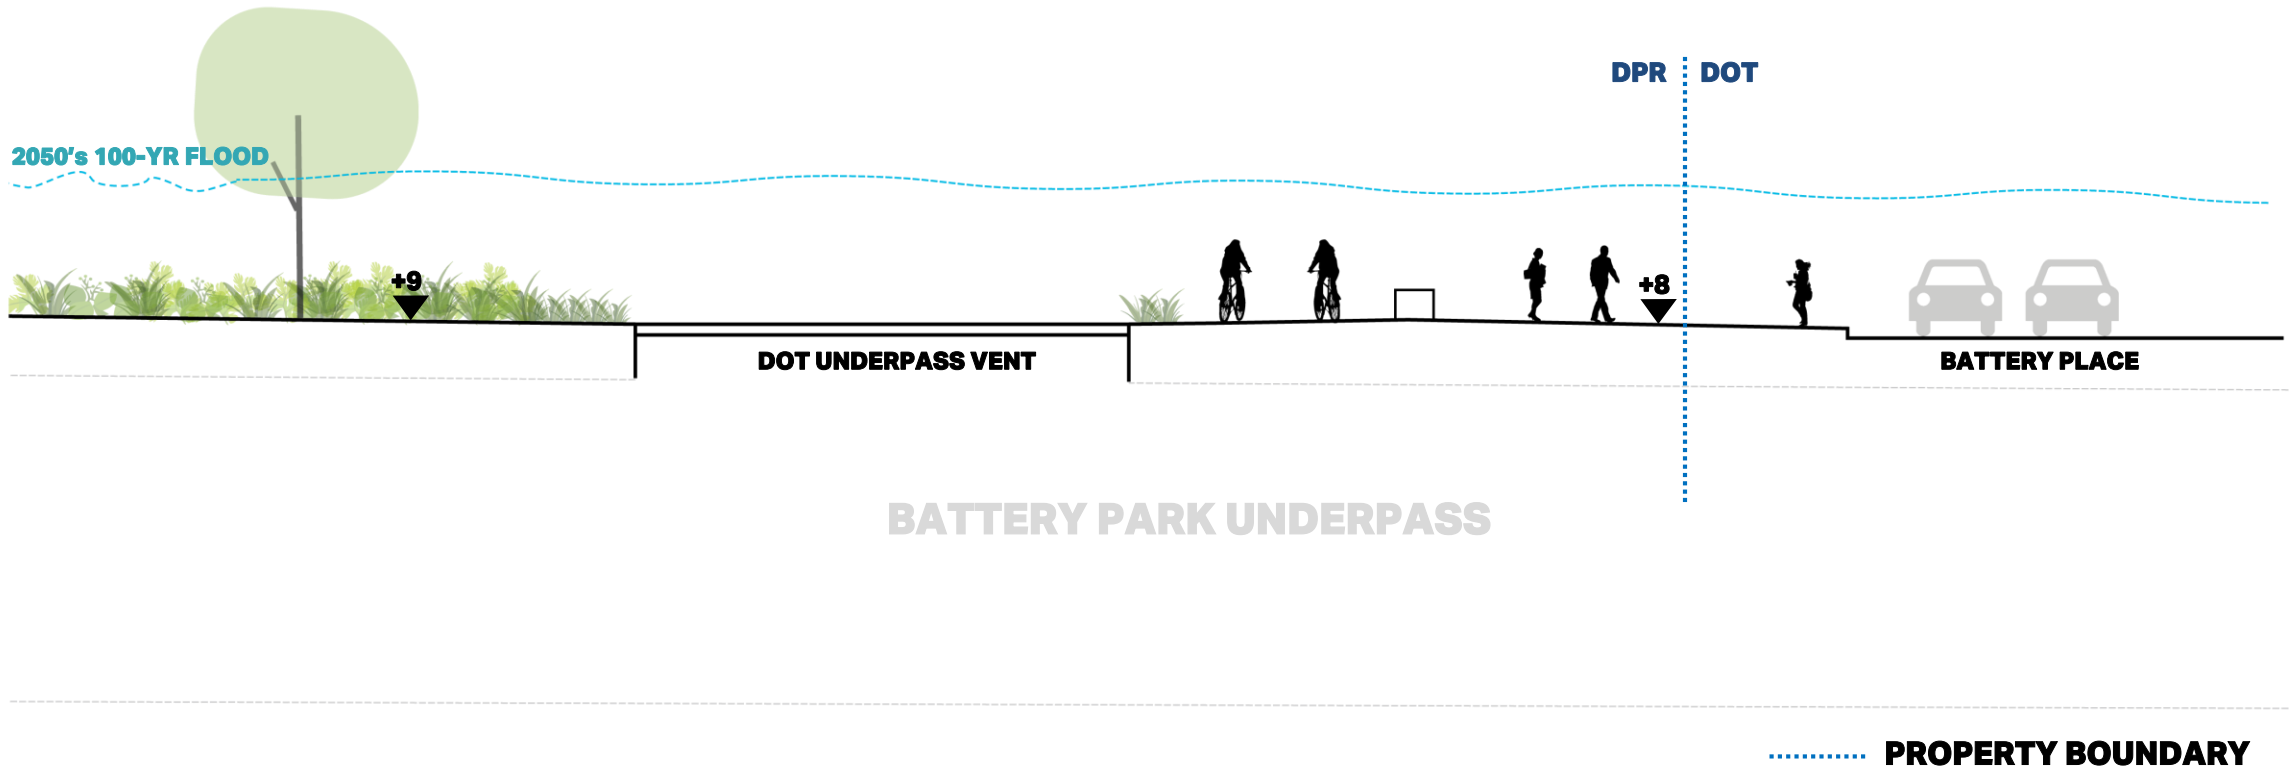 DPR DOT
2050's 100-YR FLOOD
+9
+8
DOT UNDERPASS VENT
BATTERY PLACE
BATTERY PARK UNDERPASS
PROPERTY BOUNDARY